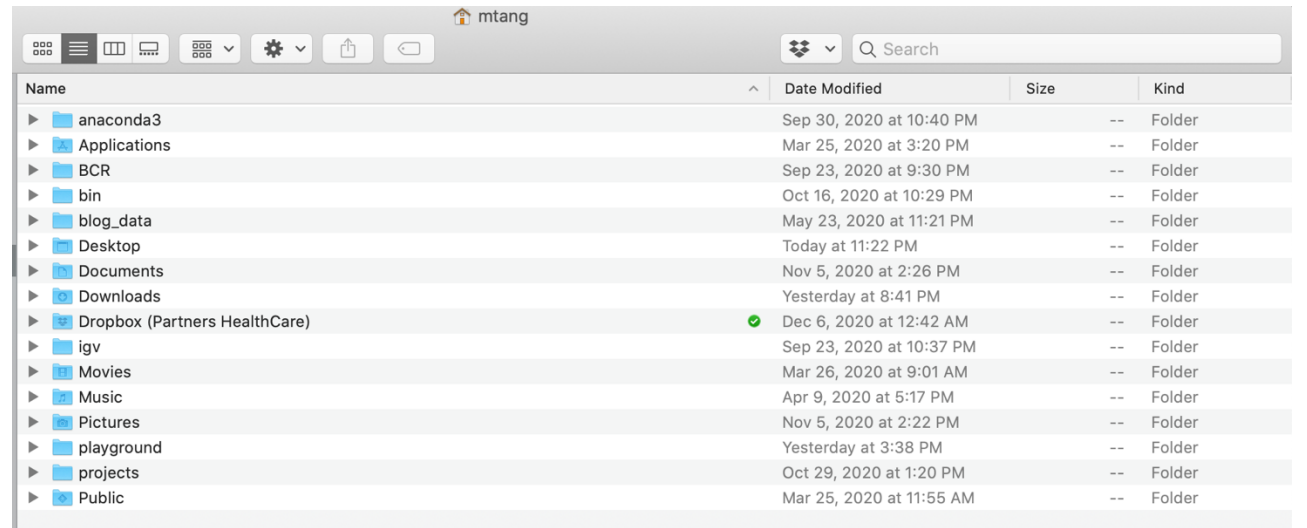 mtang
Search
Name Date Modified Size Kind
anaconda3 Sep 30, 2020 at 10:40 PM -- Folder
Applications Mar 25, 2020 at 3:20 PM -- Folder
BCR Sep 23, 2020 at 9:30 PM -- Folder
bin Oct 16, 2020 at 10:29 PM -- Folder
blog_data May 23, 2020 at 11:21 PM -- Folder
Desktop Today at 11:22 PM -- Folder
Documents Nov 5, 2020 at 2:26 PM -- Folder
Downloads Yesterday at 8:41 PM -- Folder
Dropbox (Partners HealthCare) Dec 6, 2020 at 12:42 AM -- Folder
igv Sep 23, 2020 at 10:37 PM -- Folder
Movies Mar 26, 2020 at 9:01 AM -- Folder
Music Apr 9, 2020 at 5:17 PM -- Folder
Pictures Nov 5, 2020 at 2:22 PM -- Folder
playground Yesterday at 3:38 PM -- Folder
projects Oct 29, 2020 at 1:20 PM -- Folder
Public Mar 25, 2020 at 11:55 AM -- Folder